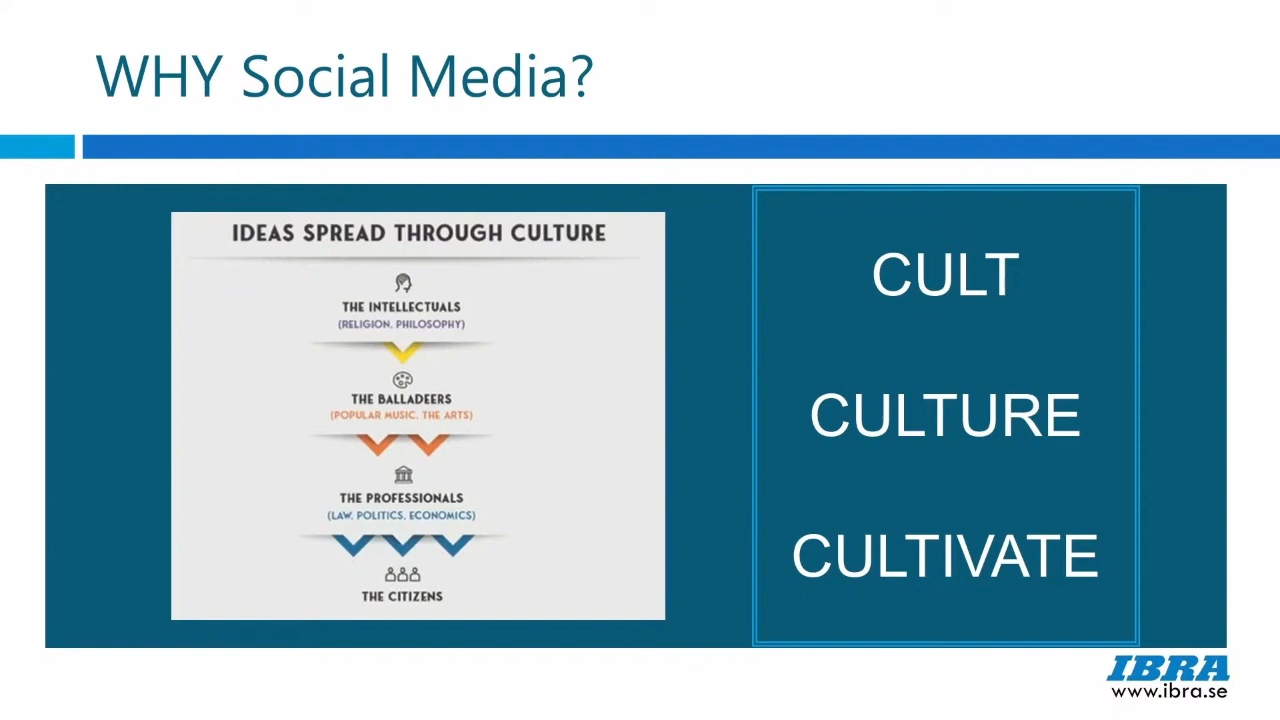 WHY Social Media?
IDEAS SPREAD THROUGH CULTURE
THE INTELLECTUALS
(RELIGION, PHILOSOPHY)
THE BALLADEERS
(POPULAR MUSIC, THE ARTS)
THE PROFESSIONALS
(LAW, POLITICS, ECONOMICS)
THE CITIZENS
CULT
CULTURE
CULTIVATE
IBRA
www.ibra.se